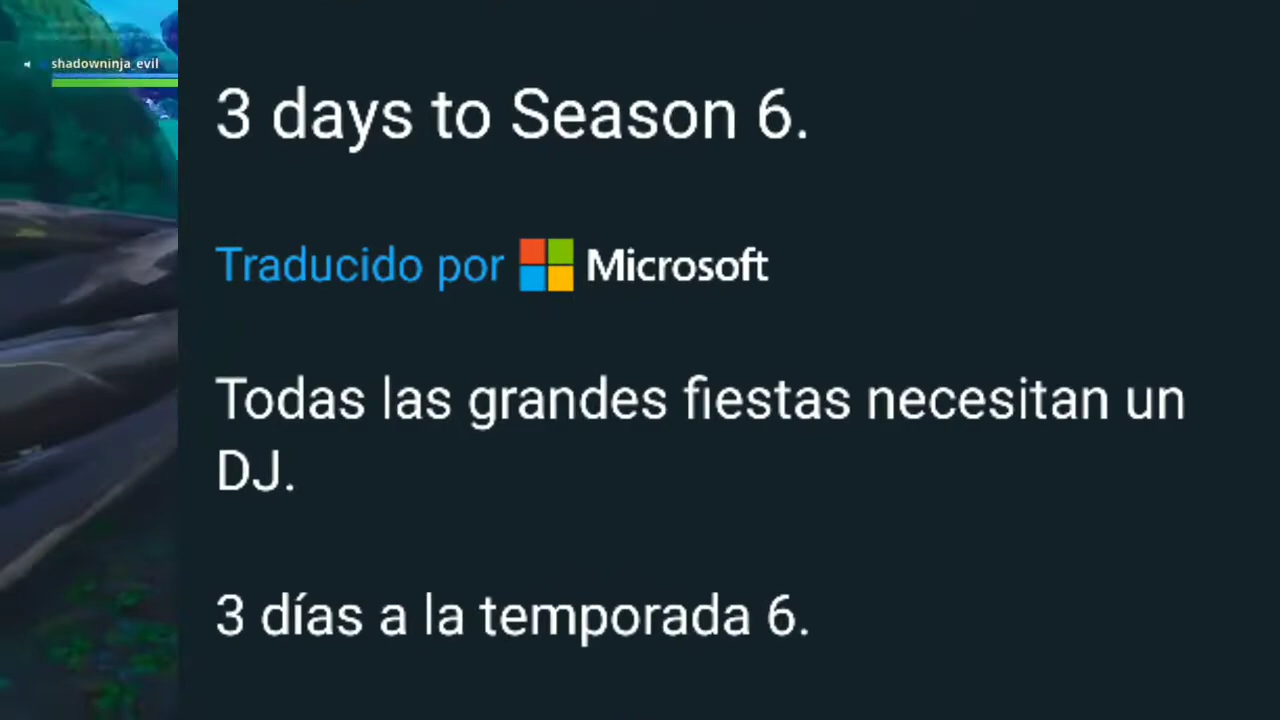 shadowninja_evil
3 days to Season 6.
Traducido por Microsoft
Todas las grandes fiestas necesitan un
DJ.
3 días a la temporada 6.